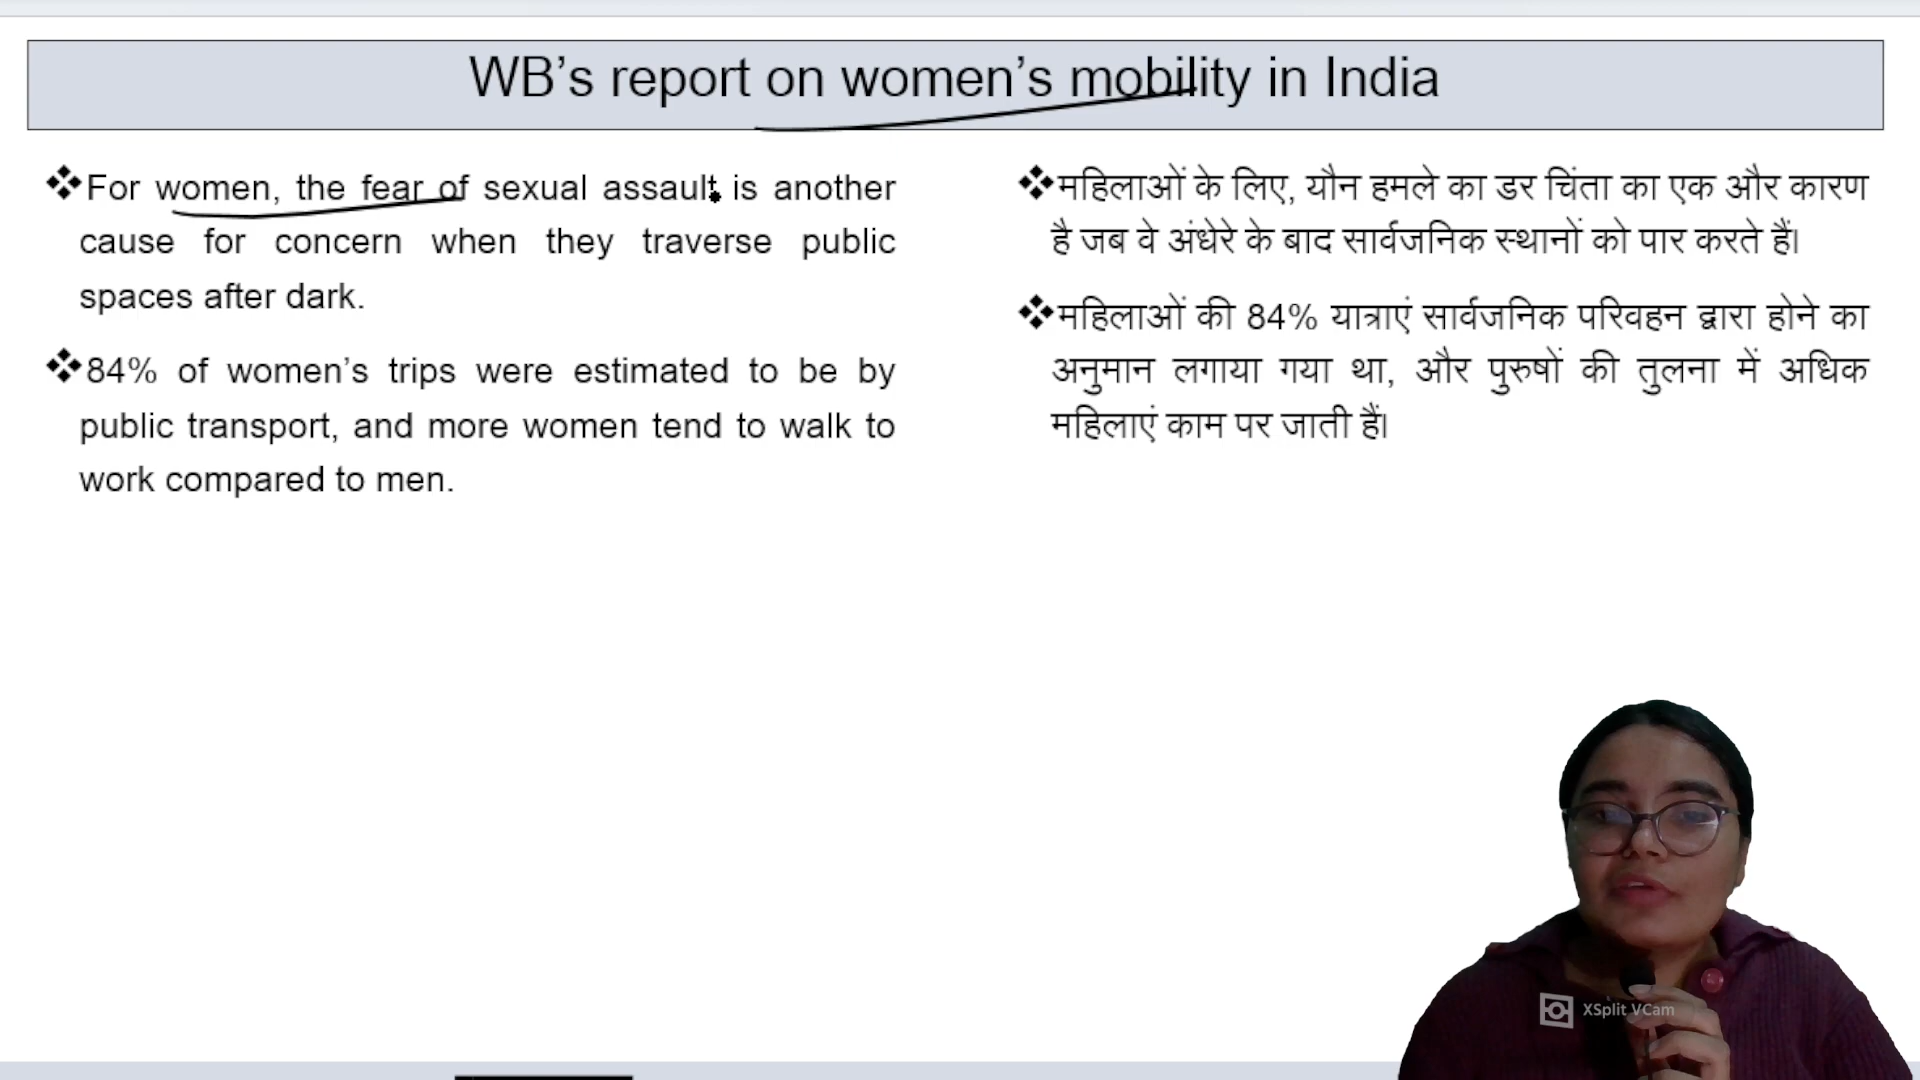 WB’s report on women’s mobility in India
❖For women, the fear of sexual assault is another
cause for concern when they traverse public
spaces after dark.
❖84% of women’s trips were estimated to be by
public transport, and more women tend to walk to
work compared to men.
❖महिलाओं के लिए, यौन हमले का डर चिंता का एक और कारण
है जब वे अंधेरे के बाद सार्वजनिक स्थानों को पार करते हैं।
❖महिलाओं की 84% यात्राएं सार्वजनिक परिवहन द्वारा होने का
अनुमान लगाया गया था, और पुरुषों की तुलना में अधिक
महिलाएं काम पर जाती हैं।
XSplit VCam